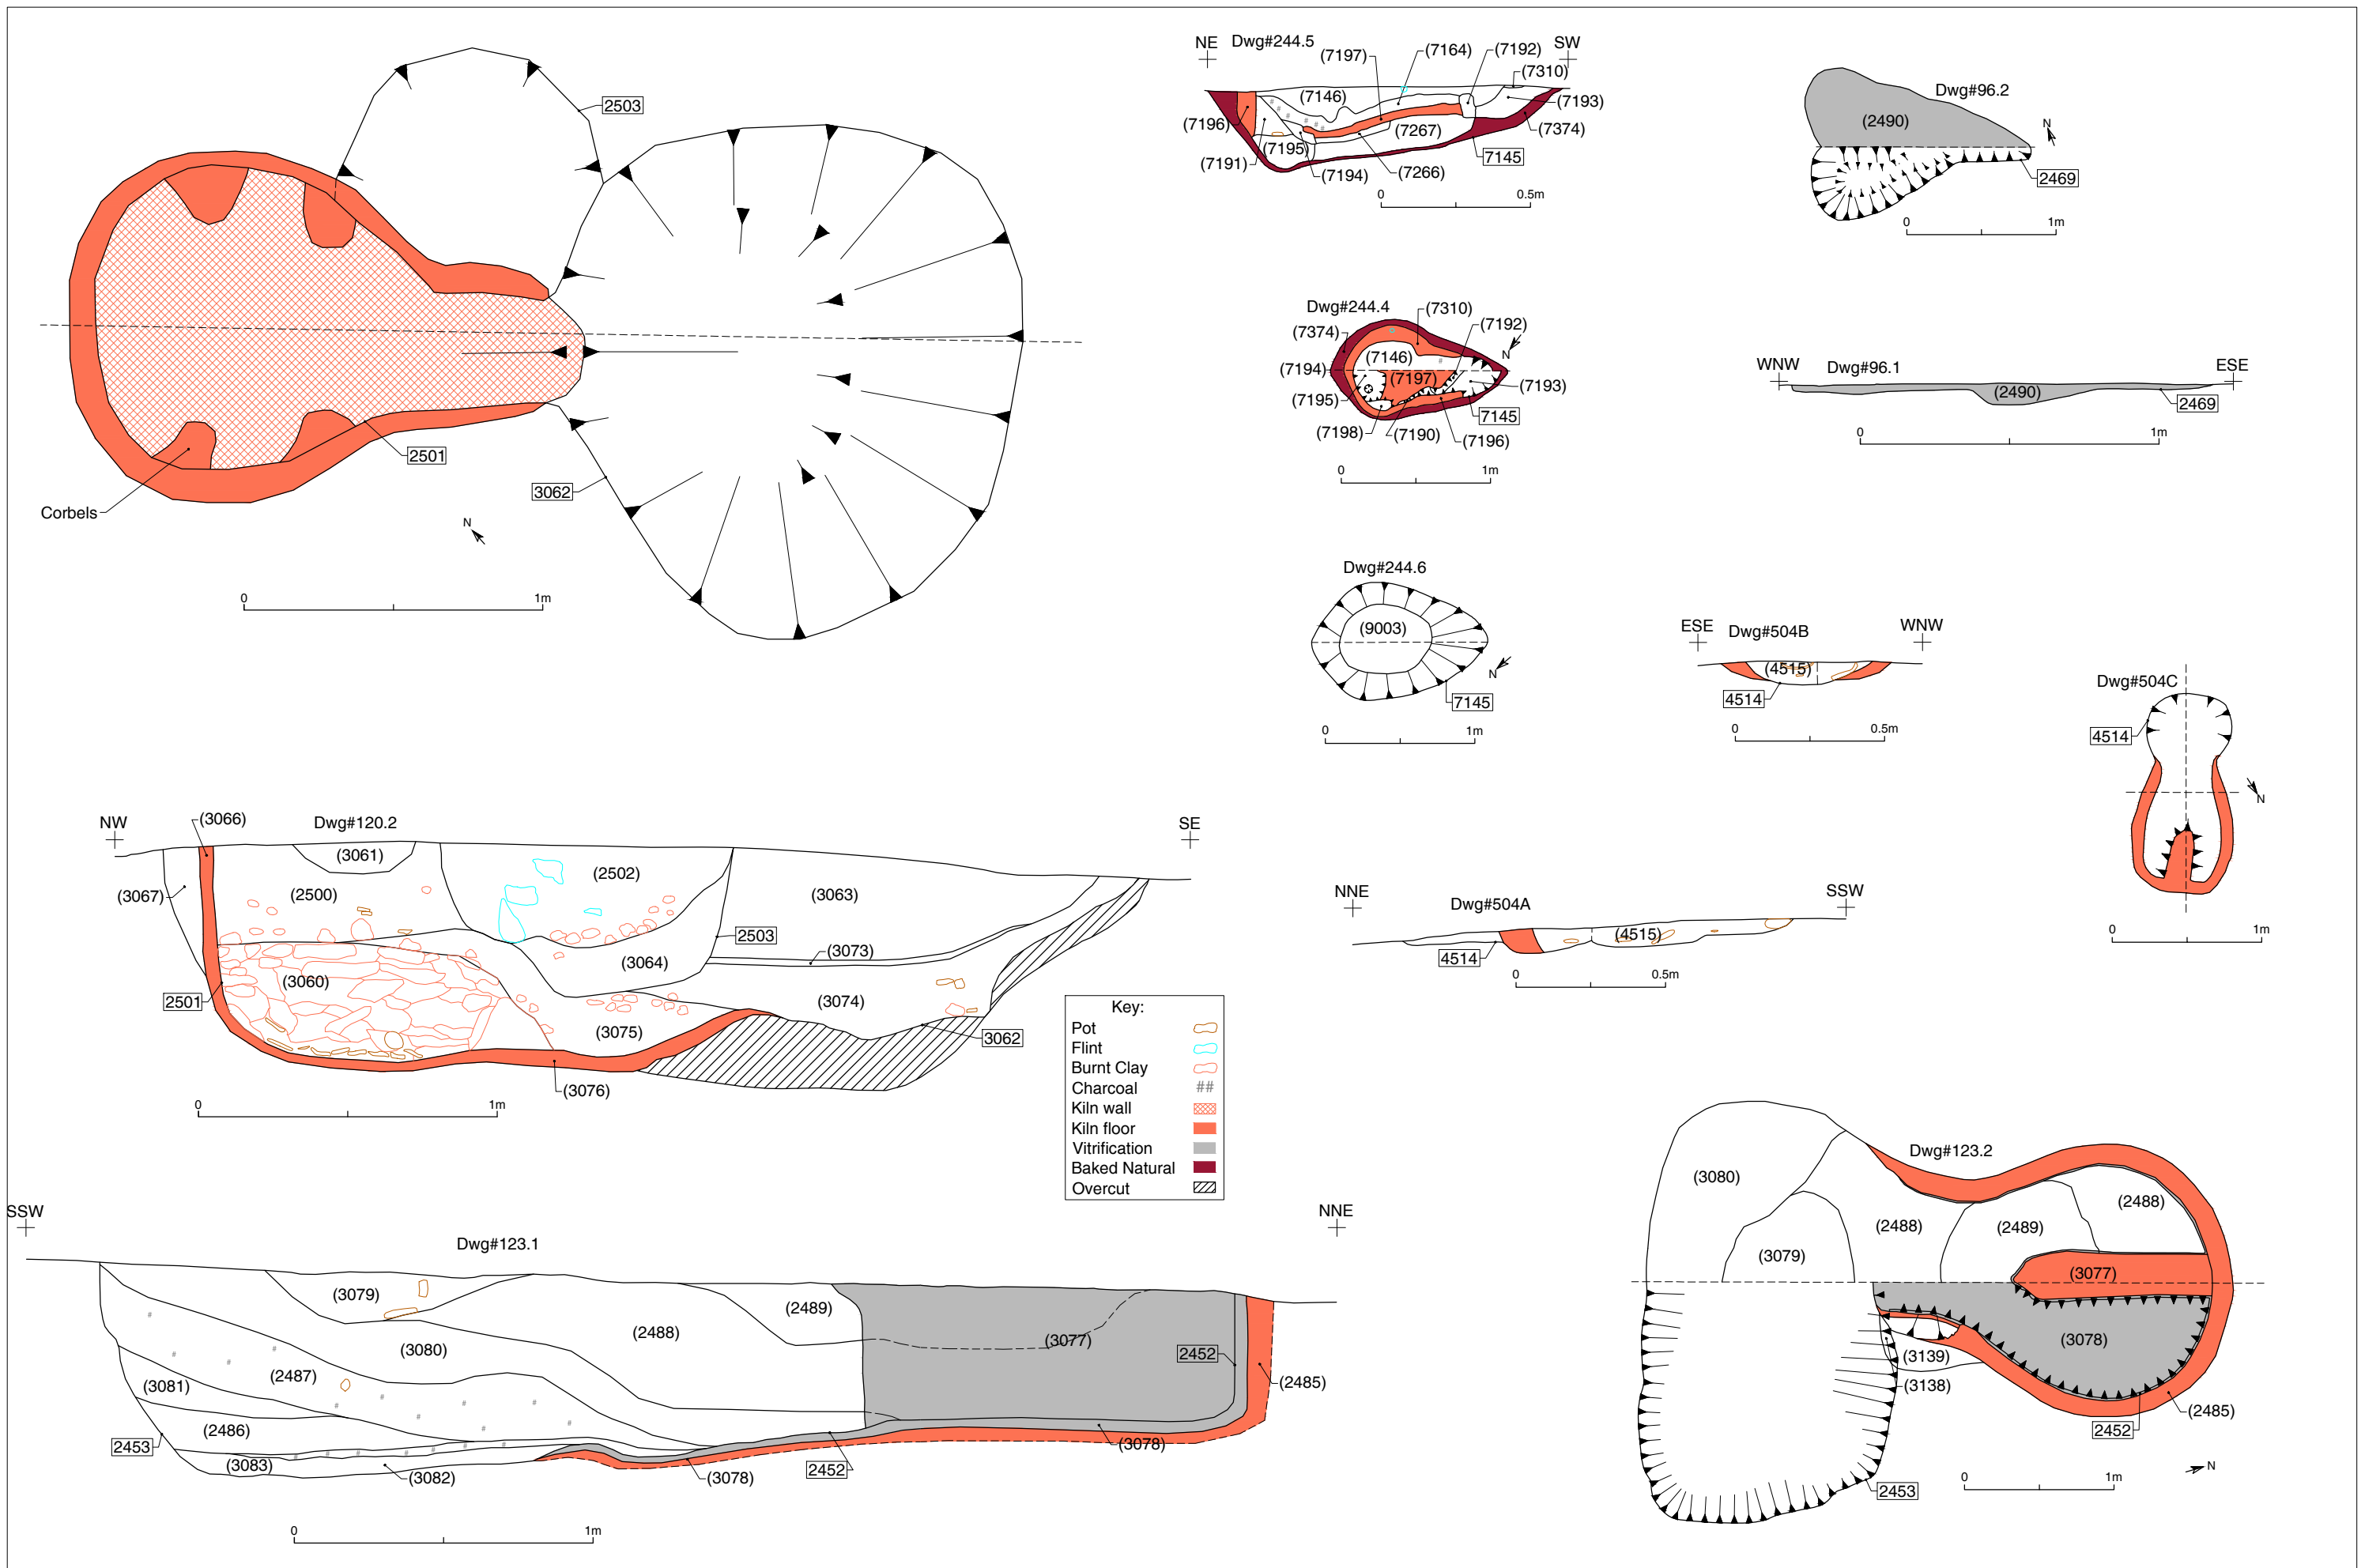 2503
2501
3062
Corbels
N
0 1m
NE Dwg#244.5 SW
(7197) (7164) (7192)
(7310)
(7146) (7193)
(7196) (7267) (7374)
(7195)
(7191) (7194) (7266) 7145
0 0.5m
Dwg#96.2
(2490)
N
2469
0 1m
Dwg#244.4 (7310)
(7374) (7192)
(7146) N
(7194) (7197) (7193)
(7195) 7145
(7198) (7190) (7196)
0 1m
WNW Dwg#96.1 ESE
(2490)
2469
0 1m
Dwg#244.6
(9003)
N
7145
0 1m
ESE Dwg#504B WNW
(4515)
4514
0 0.5m
Dwg#504C
4514
N
0 1m
NW (3066) Dwg#120.2 SE
(3061)
(2502)
(3067) (2500) (3063)
2503
(3073)
(3064)
(3060)
2501 (3074)
(3075)
3062
(3076)
0 1m
NNE Dwg#504A SSW
(4515)
4514
0 0.5m
Key:
Pot
Flint
Burnt Clay
Charcoal ##
Kiln wall
Kiln floor
Vitrification
Baked Natural
Overcut
SSW Dwg#123.1 NNE
(3079) (2489)
(2488) (3077)
(3080) 2452
(2487) (2485)
(3081)
(2486)
2453 (3078)
(3083) (3082) (3078) 2452
0 1m
Dwg#123.2
(3080)
(2488)
(2488) (2489)
(3079)
(3077)
(3078)
(3139)
(3138)
(2485)
2452
N
2453
0 1m